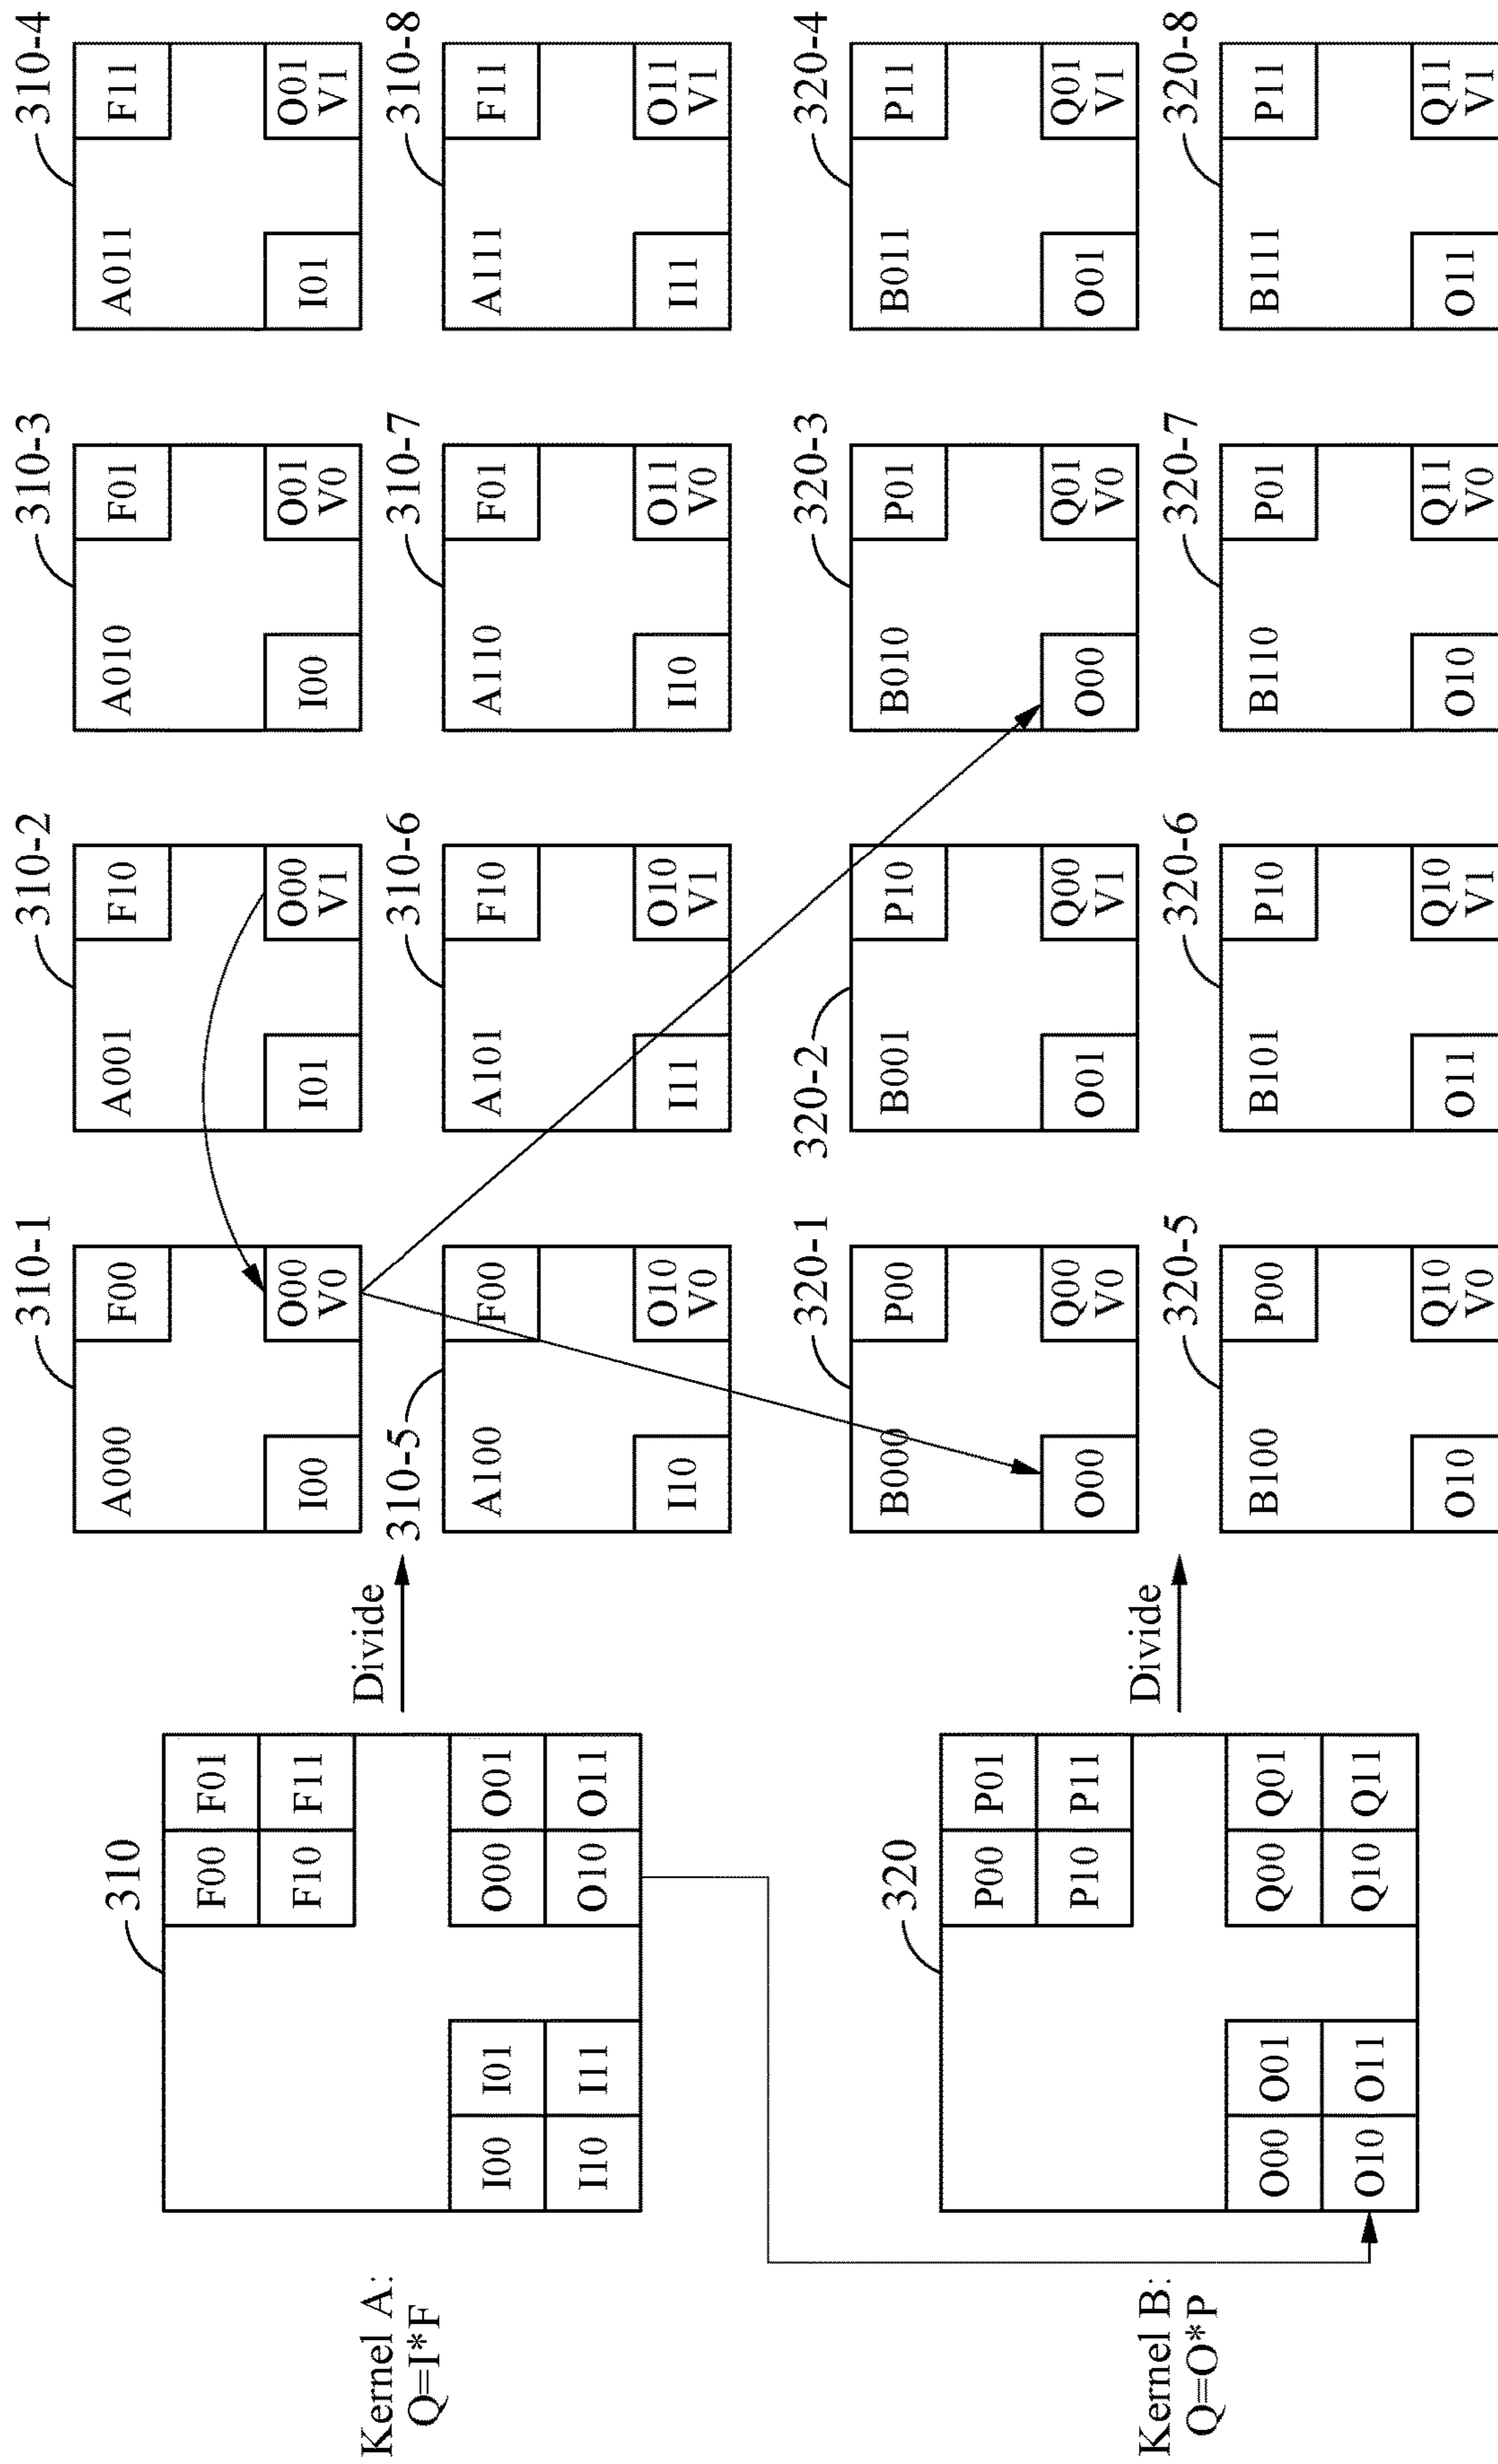 310
F00 F01
F10 F11
I00 I01
I10 I11
O00 O01
O10 O11
Kernel A:
Q=I*F
Divide
310-1
A000
F00
I00
O00
V0
310-2
A001
F10
I01
O00
V1
310-3
A010
F01
I00
O01
V0
310-4
A011
F11
I01
O01
V1
310-5
A100
F00
I10
O10
V0
310-6
A101
F10
I11
O10
V1
310-7
A110
F01
I10
O11
V0
310-8
A111
F11
I11
O11
V1
320
P00 P01
P10 P11
O00 O01
O10 O11
Q00 Q01
Q10 Q11
Kernel B:
Q=O*P
Divide
320-1
B000
P00
O00
Q00
V0
320-2
B001
P10
O01
Q00
V1
320-3
B010
P01
O00
Q01
V0
320-4
B011
P11
O01
Q01
V1
320-5
B100
P00
O10
Q10
V0
320-6
B101
P10
O11
Q10
V1
320-7
B110
P01
O10
Q11
V0
320-8
B111
P11
O11
Q11
V1